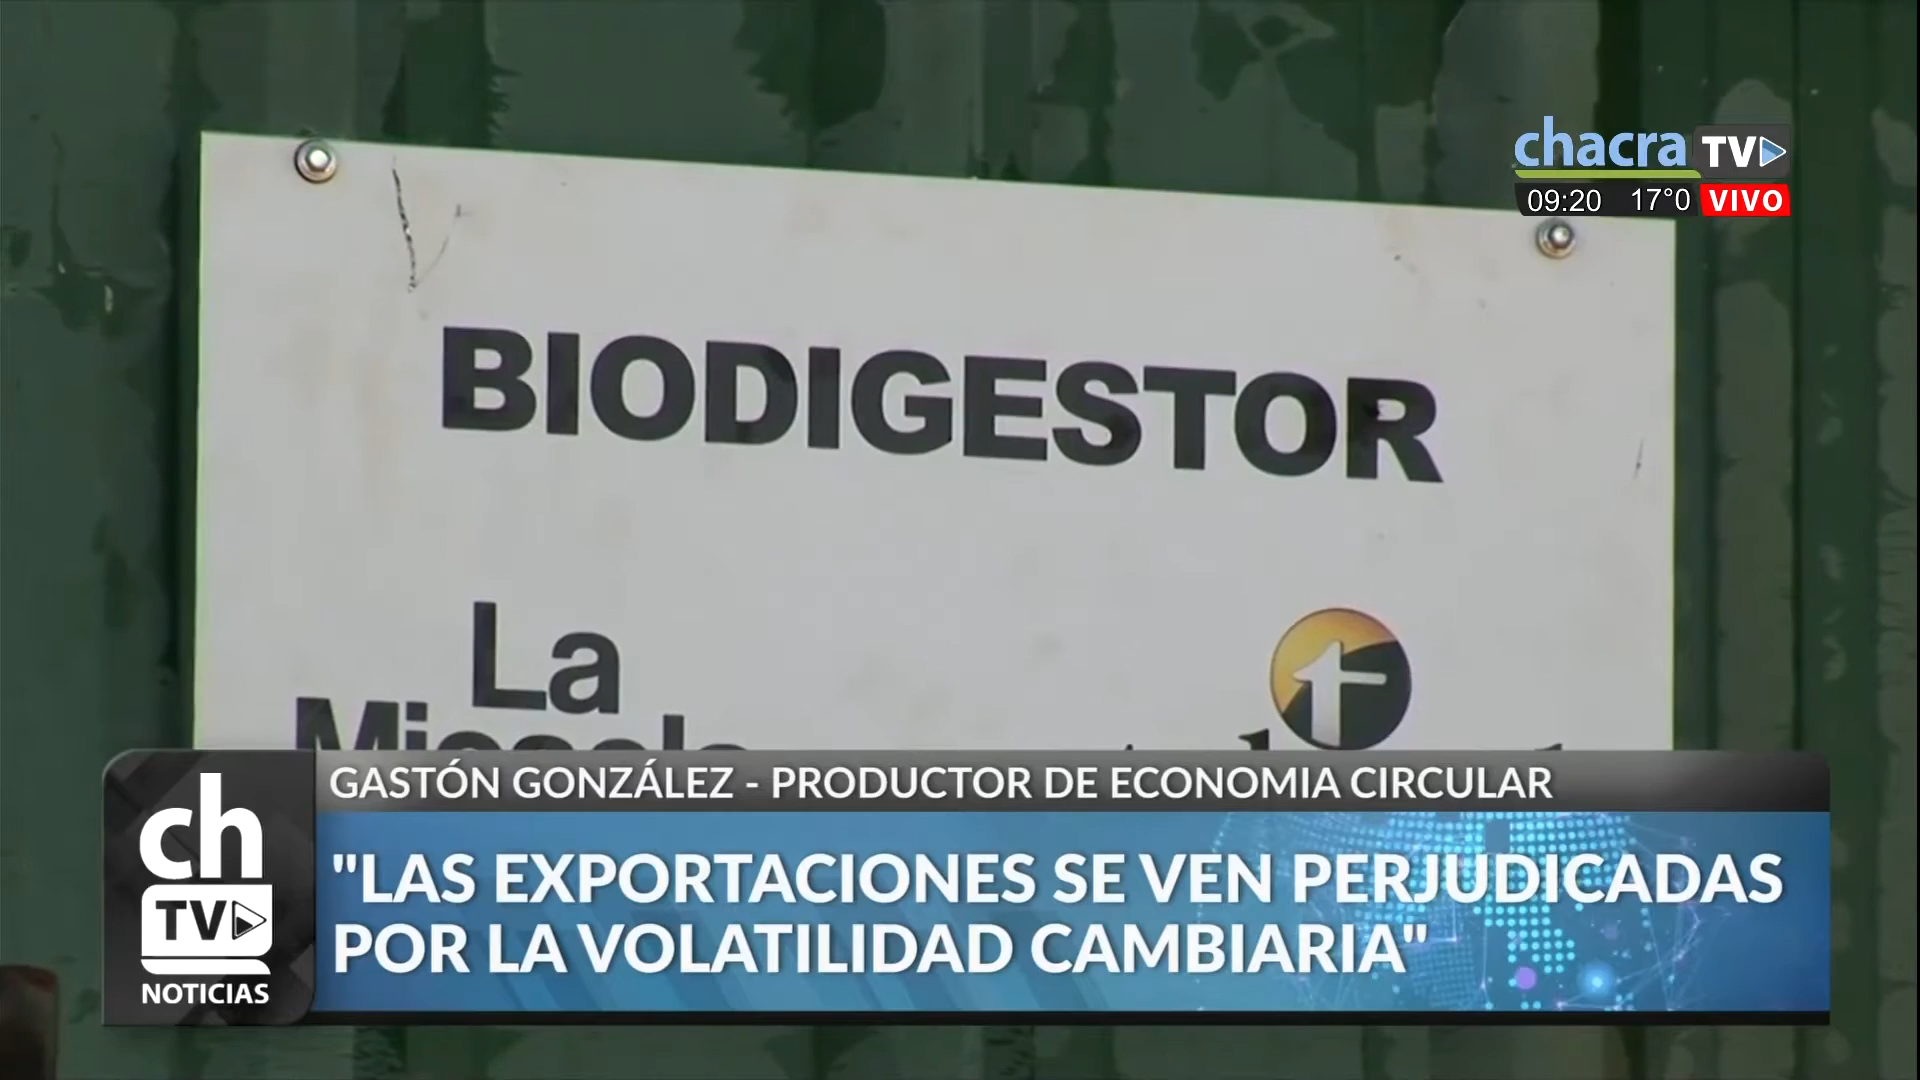 chacra TV
09:20 17°0 VIVO
BIODIGESTOR
La
GASTÓN GONZÁLEZ - PRODUCTOR DE ECONOMIA CIRCULAR
"LAS EXPORTACIONES SE VEN PERJUDICADAS
POR LA VOLATILIDAD CAMBIARIA"
ch
TV
NOTICIAS